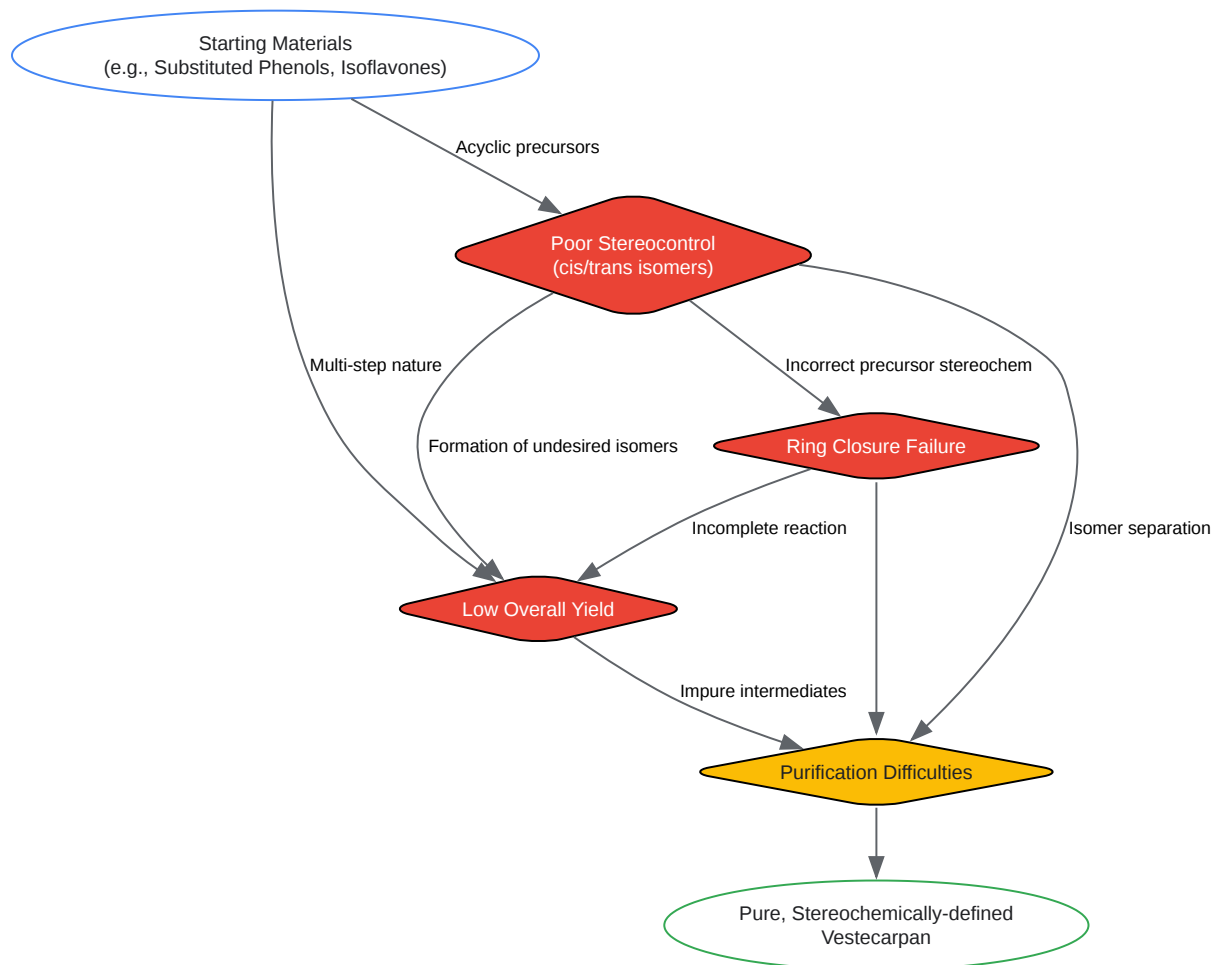 Starting Materials
(e.g., Substituted Phenols, Isoflavones)
Acyclic precursors
Poor Stereocontrol
(cis/trans isomers)
Multi-step nature
Incorrect precursor stereochem
Formation of undesired isomers
Ring Closure Failure
Incomplete reaction
Isomer separation
Low Overall Yield
Impure intermediates
Purification Difficulties
Pure, Stereochemically-defined
Vestecarpan